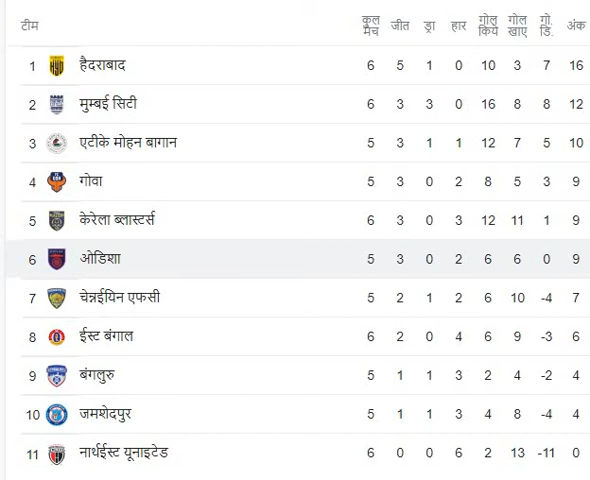 टीम कुल मैच जीत ड्रा हार गोल किये गोल खाए गो. डि. अंक
1 हैदराबाद 6 5 1 0 10 3 7 16
2 मुम्बई सिटी 6 3 3 0 16 8 8 12
3 एटीके मोहन बागान 5 3 1 1 12 7 5 10
4 गोवा 5 3 0 2 8 5 3 9
5 केरेला ब्लास्टर्स 6 3 0 3 12 11 1 9
6 ओडिशा 5 3 0 2 6 6 0 9
7 चेन्नईयिन एफसी 5 2 1 2 6 10 -4 7
8 ईस्ट बंगाल 6 2 0 4 6 9 -3 6
9 बंगलुरु 5 1 1 3 2 4 -2 4
10 जमशेदपुर 5 1 1 3 4 8 -4 4
11 नार्थईस्ट यूनाइटेड 6 0 0 6 2 13 -11 0